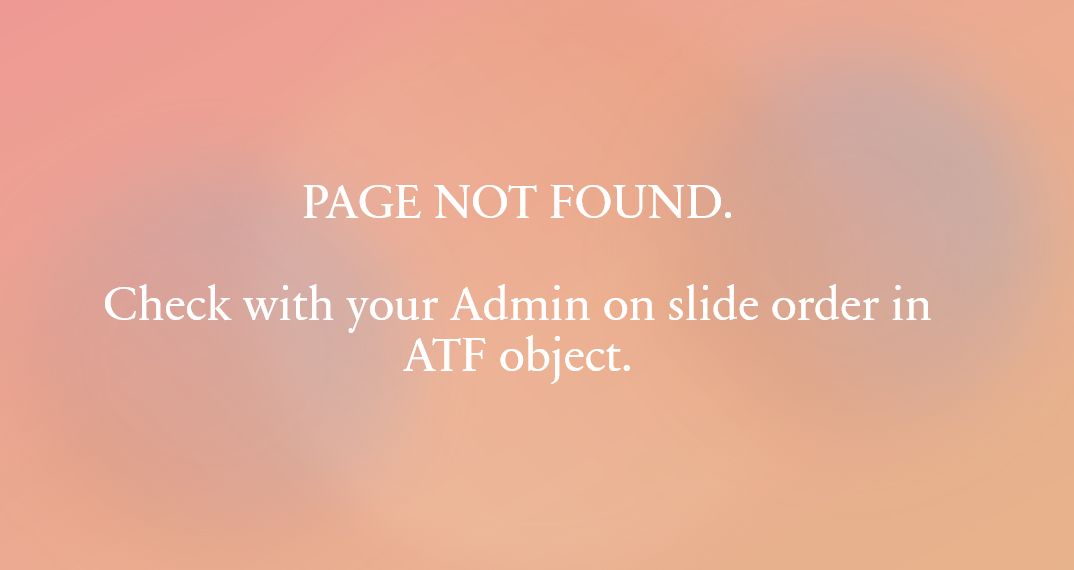 PAGE NOT FOUND.
Check with your Admin on slide order in
ATF object.